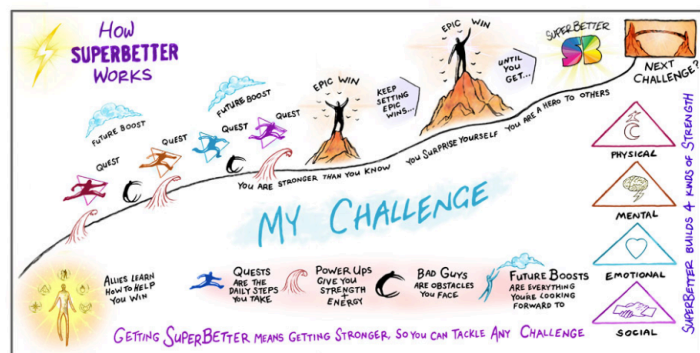 HOW
SUPERBETTER
WORKS
FUTURE BOOST
FUTURE BOOST
QUEST
QUEST
QUEST
QUEST
EPIC WIN
KEEP
SETTING
EPIC
WINS...
EPIC WIN
UNTIL
YOU
GET...
SUPERBETTER
SB
NEXT
CHALLENGE?
YOU ARE STRONGER THAN YOU KNOW
YOU SURPRISE YOURSELF
YOU ARE A HERO TO OTHERS
MY CHALLENGE
PHYSICAL
MENTAL
EMOTIONAL
SOCIAL
SUPERBETTER BUILDS 4 KINDS OF STRENGTH
ALLIES LEARN
HOW TO HELP
YOU WIN
QUESTS
ARE THE
DAILY STEPS
YOU TAKE
POWER UPS
GIVE YOU
STRENGTH
+
ENERGY
BAD GUYS
ARE OBSTACLES
YOU FACE
FUTURE BOOSTS
ARE EVERYTHING
YOU'RE LOOKING
FORWARD TO
GETTING SUPERBETTER MEANS GETTING STRONGER, SO YOU CAN TACKLE ANY CHALLENGE